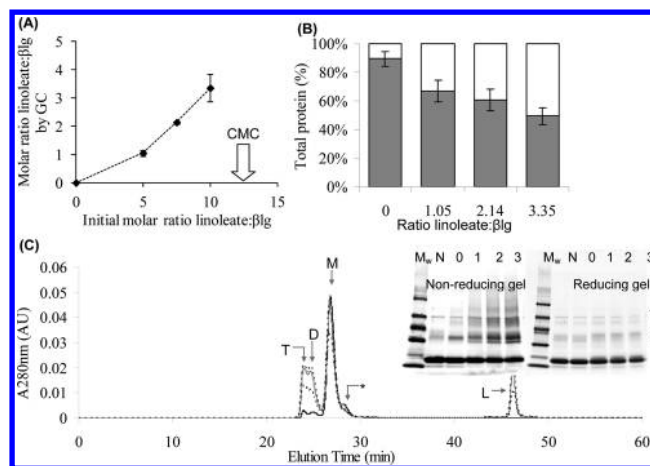 (A)
Molar ratio linoleate:βlg
by GC
5
4
3
2
1
0
CMC
0 5 10 15
Initial molar ratio linoleate:βlg
(B)
Total protein (%)
100%
80%
60%
40%
20%
0%
0 1.05 2.14 3.35
Ratio linoleate:βlg
(C)
A280nm (AU)
0.06
0.05
0.04
0.03
0.02
0.01
0
T
D
M
*
L
Mw N 0 1 2 3
Non-reducing gel
Mw N 0 1 2 3
Reducing gel
0 10 20 30 40 50 60
Elution Time (min)